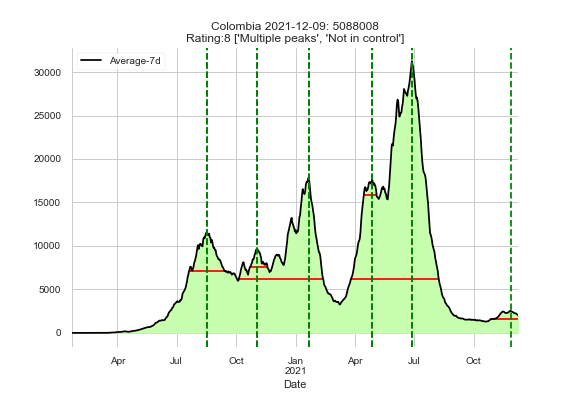 Colombia 2021-12-09: 5088008
Rating:8 ['Multiple peaks', 'Not in control']
Average-7d
30000
25000
20000
15000
10000
5000
0
Apr Jul Oct Jan Apr Jul Oct
2021
Date